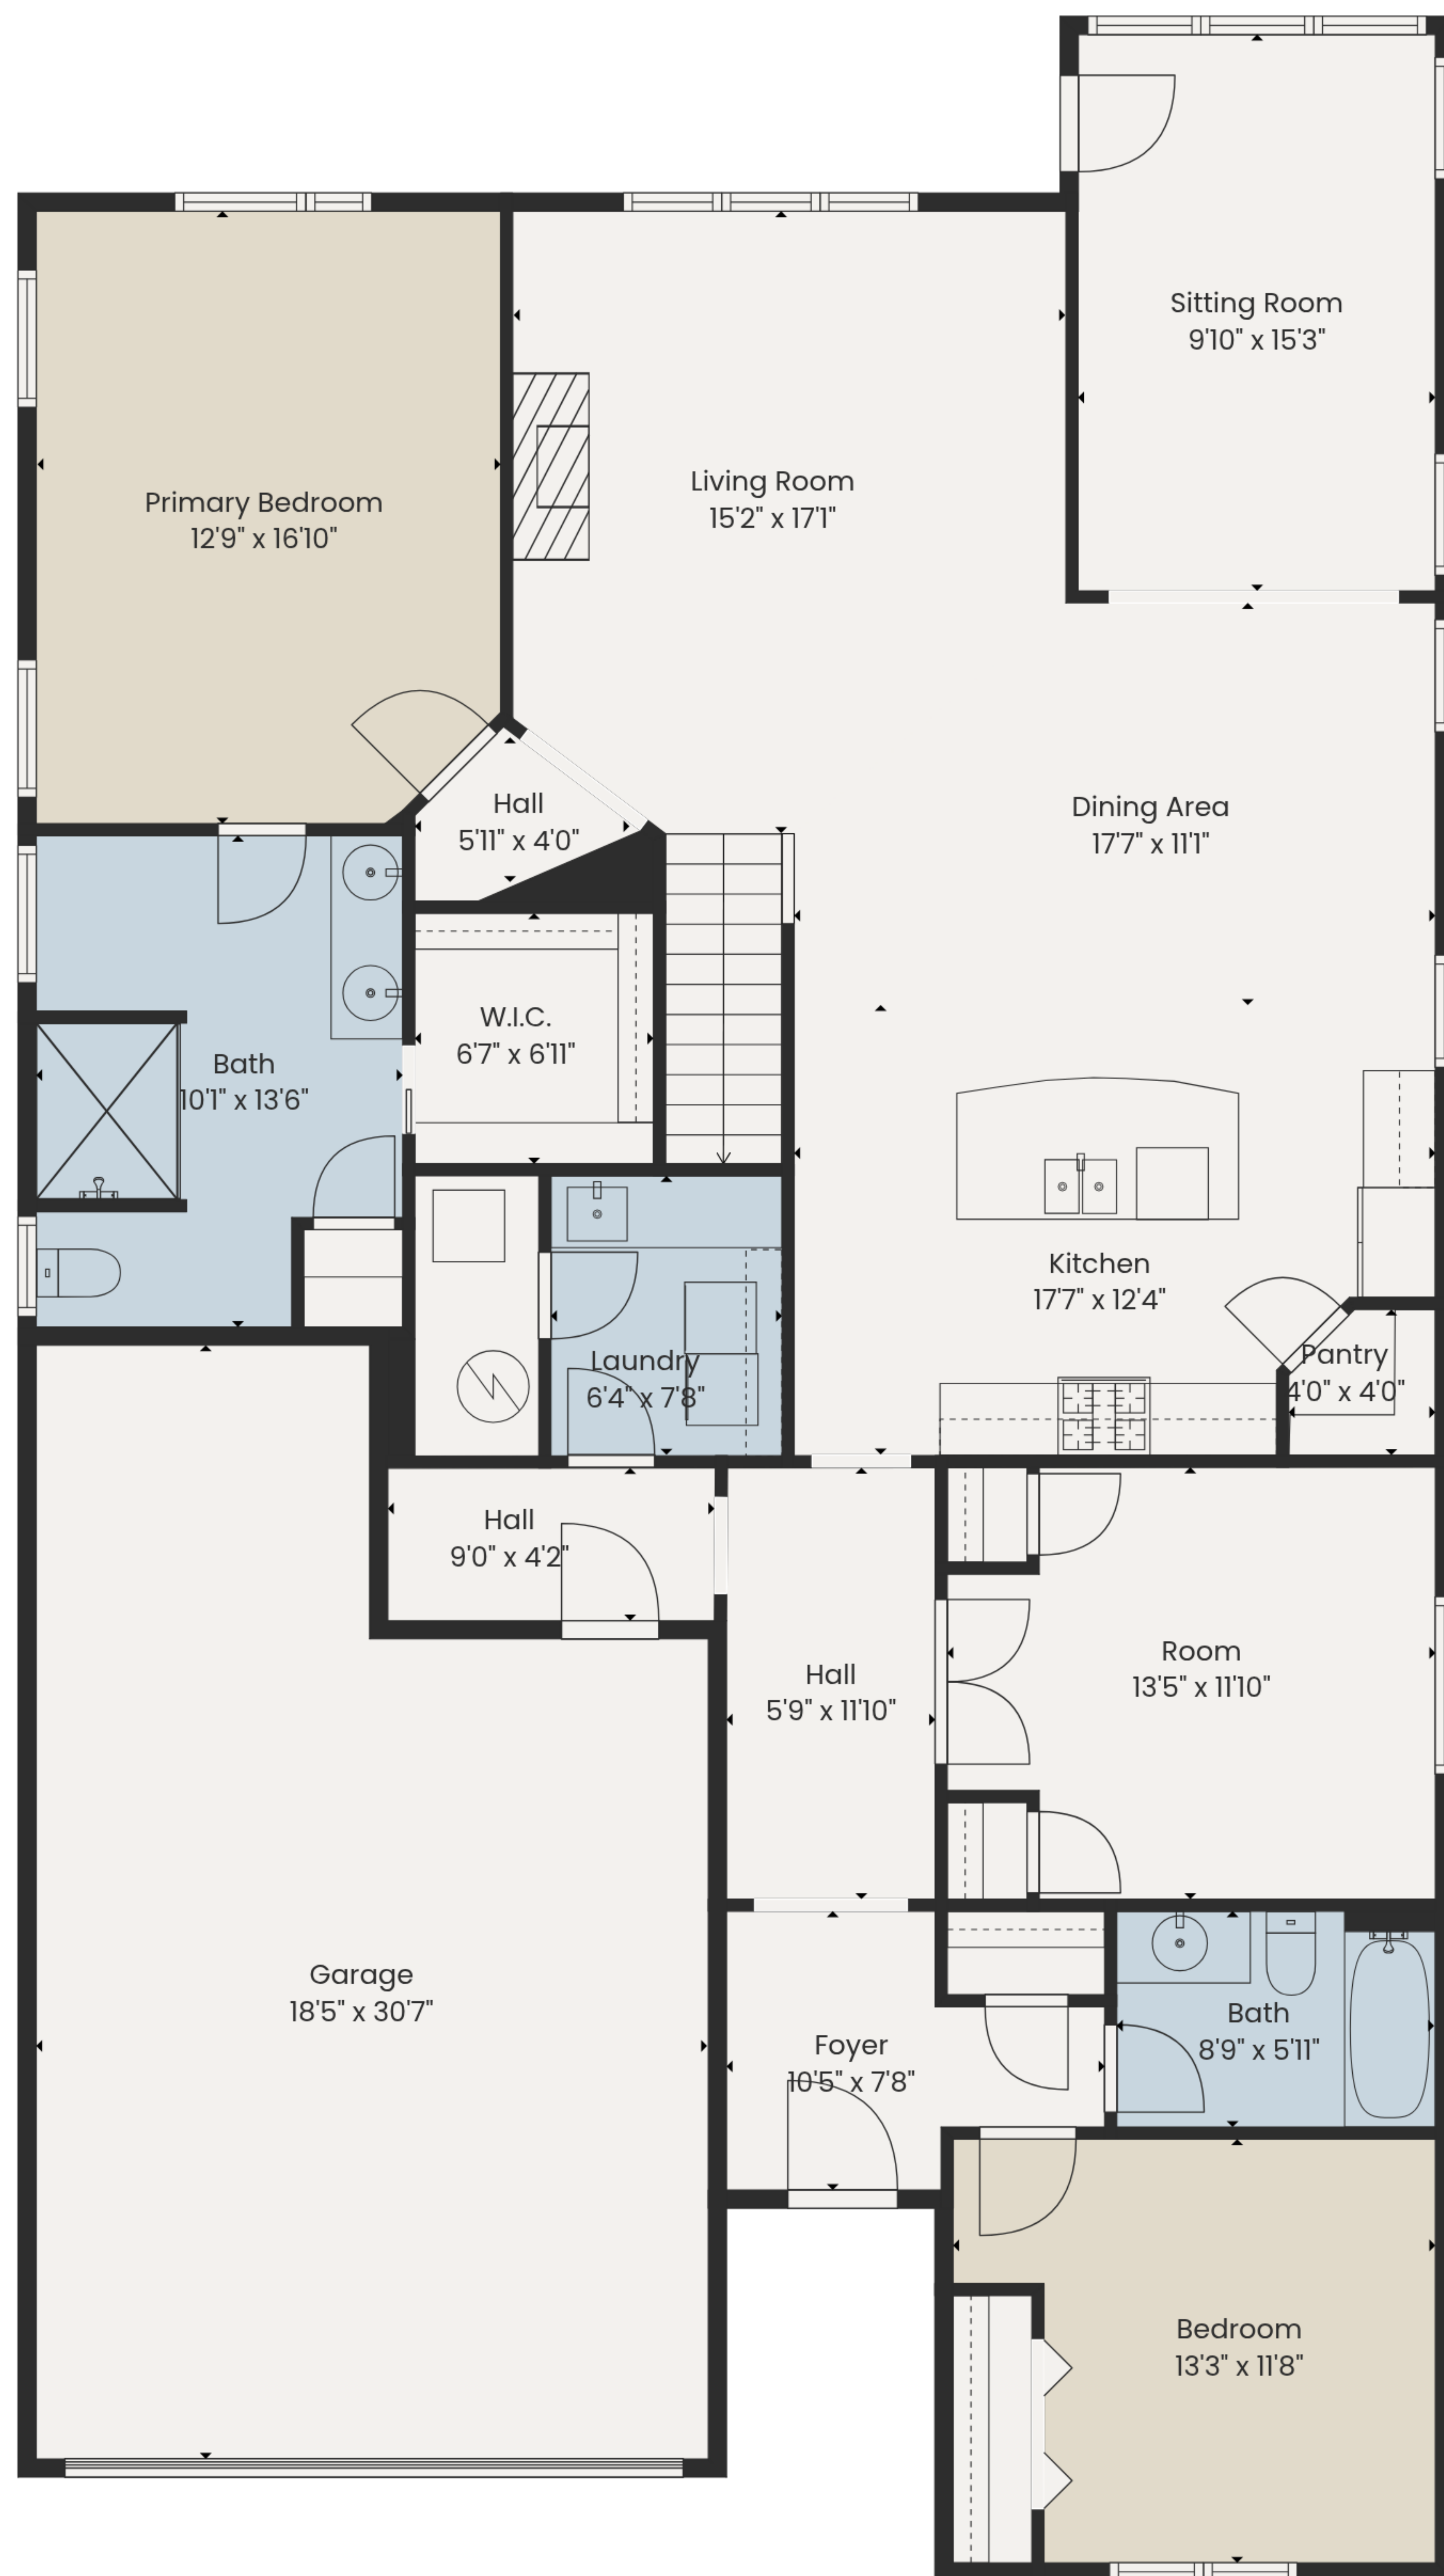 Sitting Room
9'10" x 15'3"
Living Room
15'2" x 17'1"
Primary Bedroom
12'9" x 16'10"
Hall
5'11" x 4'0"
Dining Area
17'7" x 11'1"
W.I.C.
6'7" x 6'11"
Bath
10'1" x 13'6"
Kitchen
17'7" x 12'4"
Pantry
4'0" x 4'0"
Laundry
6'4" x 7'8"
Hall
9'0" x 4'2"
Hall
5'9" x 11'10"
Room
13'5" x 11'10"
Garage
18'5" x 30'7"
Foyer
10'5" x 7'8"
Bath
8'9" x 5'11"
Bedroom
13'3" x 11'8"